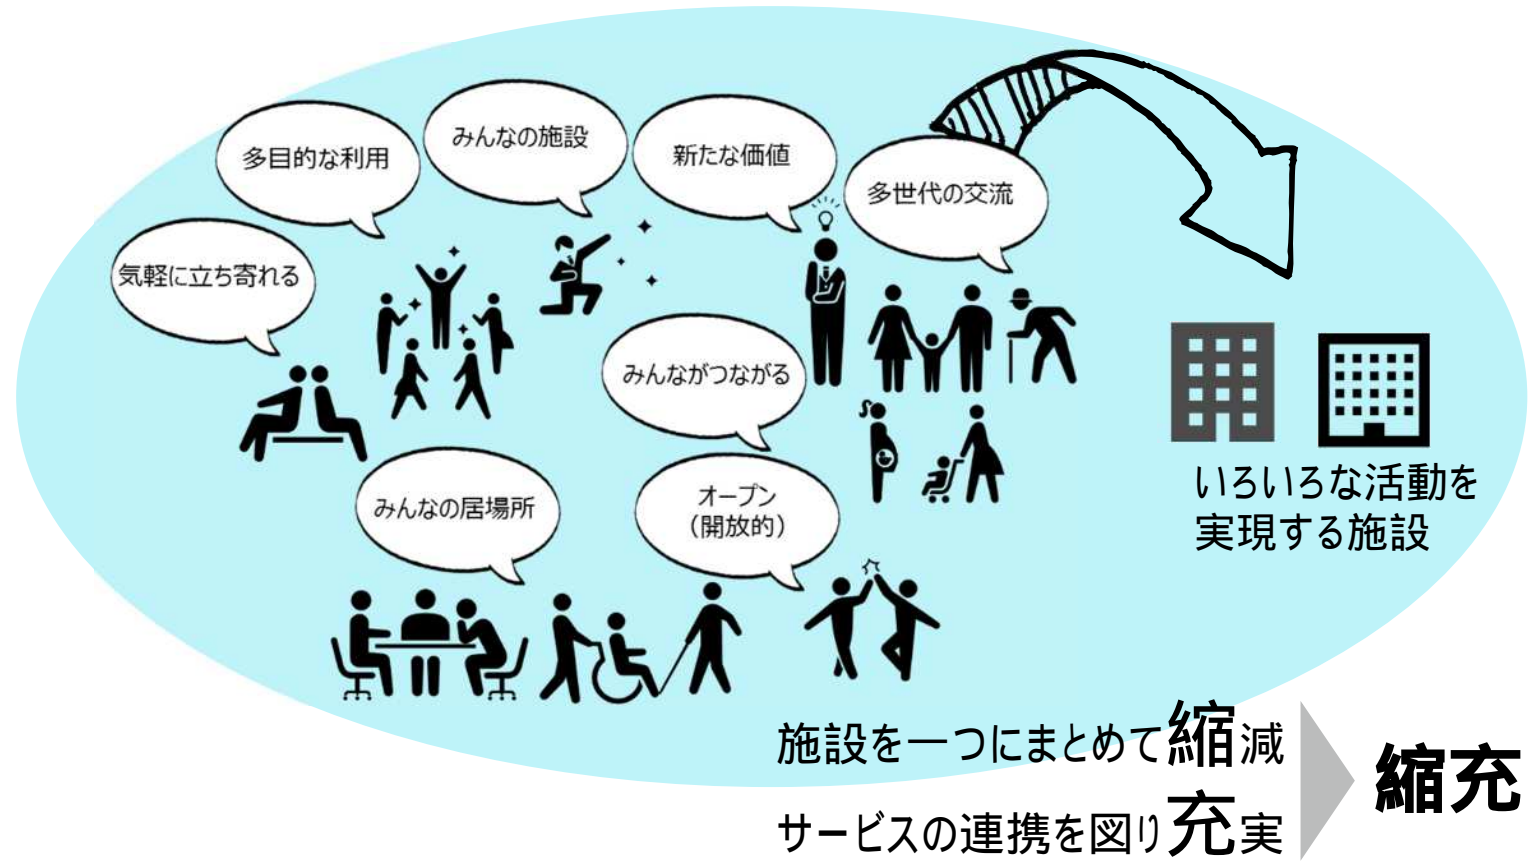 多目的な利用
みんなの施設
新たな価値
多世代の交流
気軽に立ち寄れる
みんながつながる
みんなの居場所
オープン
（開放的）
いろいろな活動を
実現する施設
施設を一つにまとめて縮減
サービスの連携を図り充実
縮充